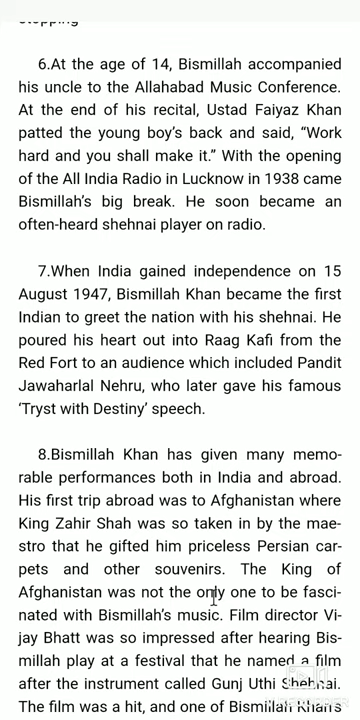 stopping
6.At the age of 14, Bismillah accompanied
his uncle to the Allahabad Music Conference.
At the end of his recital, Ustad Faiyaz Khan
patted the young boy's back and said, “Work
hard and you shall make it.” With the opening
of the All India Radio in Lucknow in 1938 came
Bismillah's big break. He soon became an
often-heard shehnai player on radio.
7.When India gained independence on 15
August 1947, Bismillah Khan became the first
Indian to greet the nation with his shehnai. He
poured his heart out into Raag Kafi from the
Red Fort to an audience which included Pandit
Jawaharlal Nehru, who later gave his famous
‘Tryst with Destiny’ speech.
8.Bismillah Khan has given many memo-
rable performances both in India and abroad.
His first trip abroad was to Afghanistan where
King Zahir Shah was so taken in by the mae-
stro that he gifted him priceless Persian car-
pets and other souvenirs. The King of
Afghanistan was not the only one to be fasci-
nated with Bismillah's music. Film director Vi-
jay Bhatt was so impressed after hearing Bis-
millah play at a festival that he named a film
after the instrument called Gunj Uthi Shehnai.
The film was a hit, and one of Bismillah Khan's